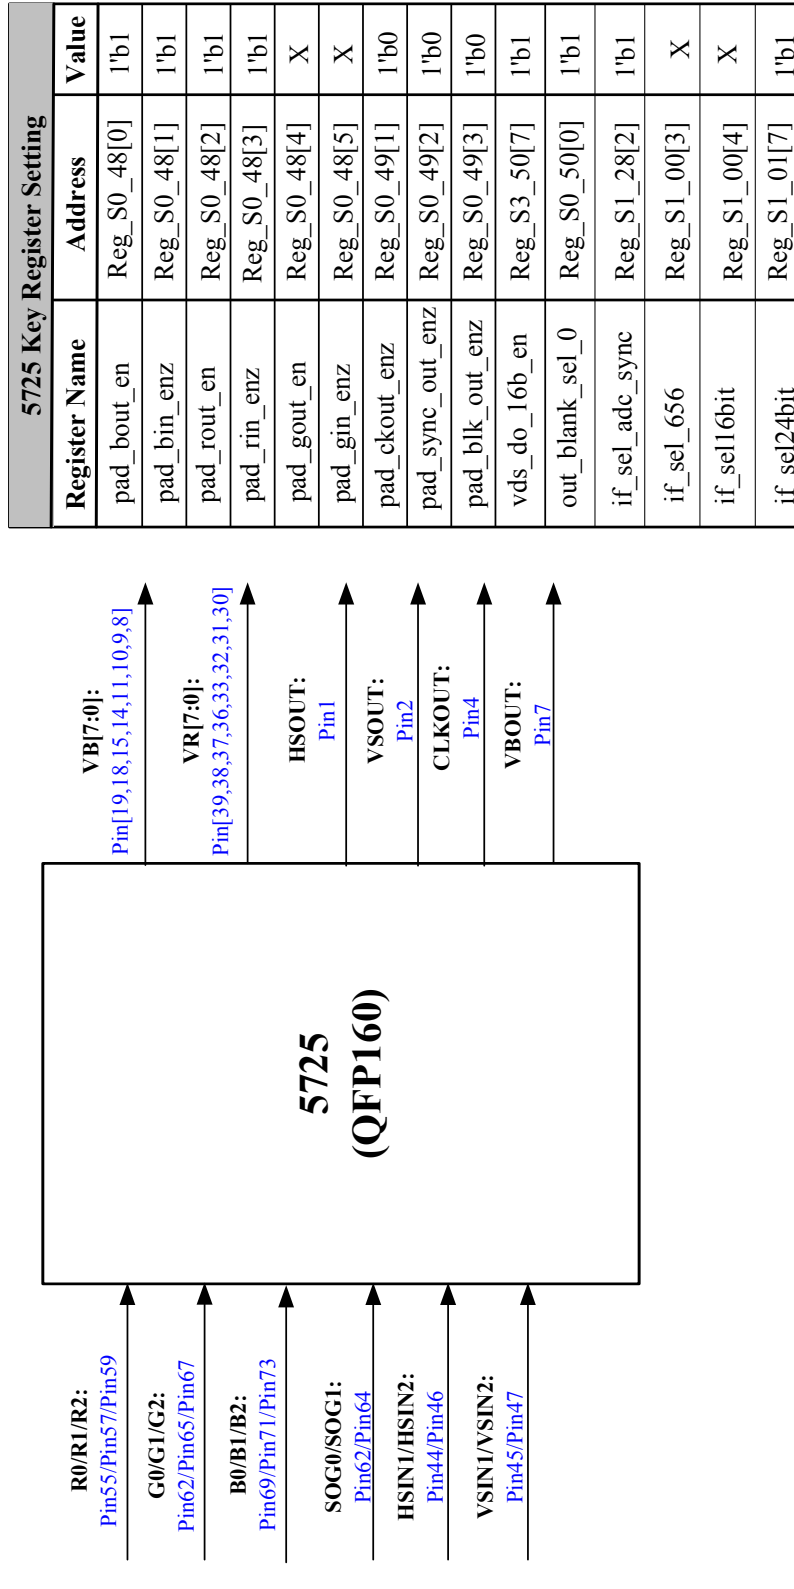 R0/R1/R2:
Pin55/Pin57/Pin59
G0/G1/G2:
Pin62/Pin65/Pin67
B0/B1/B2:
Pin69/Pin71/Pin73
SOG0/SOG1:
Pin62/Pin64
HSIN1/HSIN2:
Pin44/Pin46
VSIN1/VSIN2:
Pin45/Pin47
5725
(QFP160)
VB[7:0]:
Pin[19,18,15,14,11,10,9,8]
VR[7:0]:
Pin[39,38,37,36,33,32,31,30]
HSOUT:
Pin1
VSOUT:
Pin2
CLKOUT:
Pin4
VBOUT:
Pin7
5725 Key Register Setting
Register Name Address Value
pad_bout_en Reg_S0_48[0] 1'b1
pad_bin_enz Reg_S0_48[1] 1'b1
pad_rout_en Reg_S0_48[2] 1'b1
pad_rin_enz Reg_S0_48[3] 1'b1
pad_gout_en Reg_S0_48[4] X
pad_gin_enz Reg_S0_48[5] X
pad_ckout_enz Reg_S0_49[1] 1'b0
pad_sync_out_enz Reg_S0_49[2] 1'b0
pad_blk_out_enz Reg_S0_49[3] 1'b0
vds_do_16b_en Reg_S3_50[7] 1'b1
out_blank_sel_0 Reg_S0_50[0] 1'b1
if_sel_adc_sync Reg_S1_28[2] 1'b1
if_sel_656 Reg_S1_00[3] X
if_sel16bit Reg_S1_00[4] X
if_sel24bit Reg_S1_01[7] 1'b1